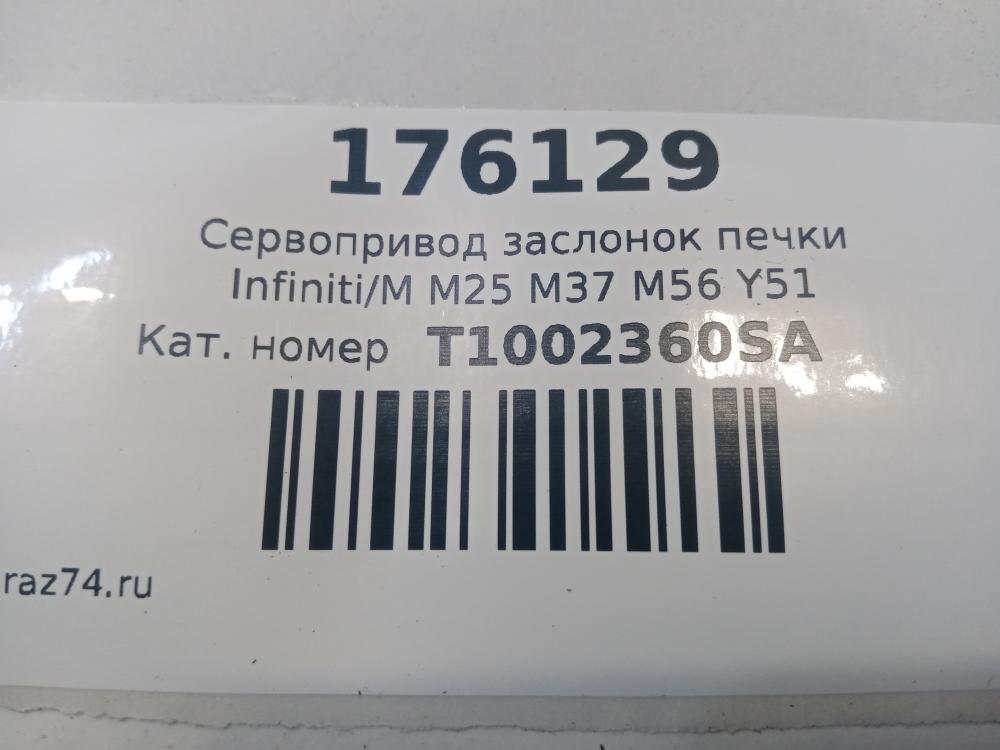 176129
Сервопривод заслонок печки
Infiniti/M M25 M37 M56 Y51
Кат. номер T1002360SA
raz74.ru